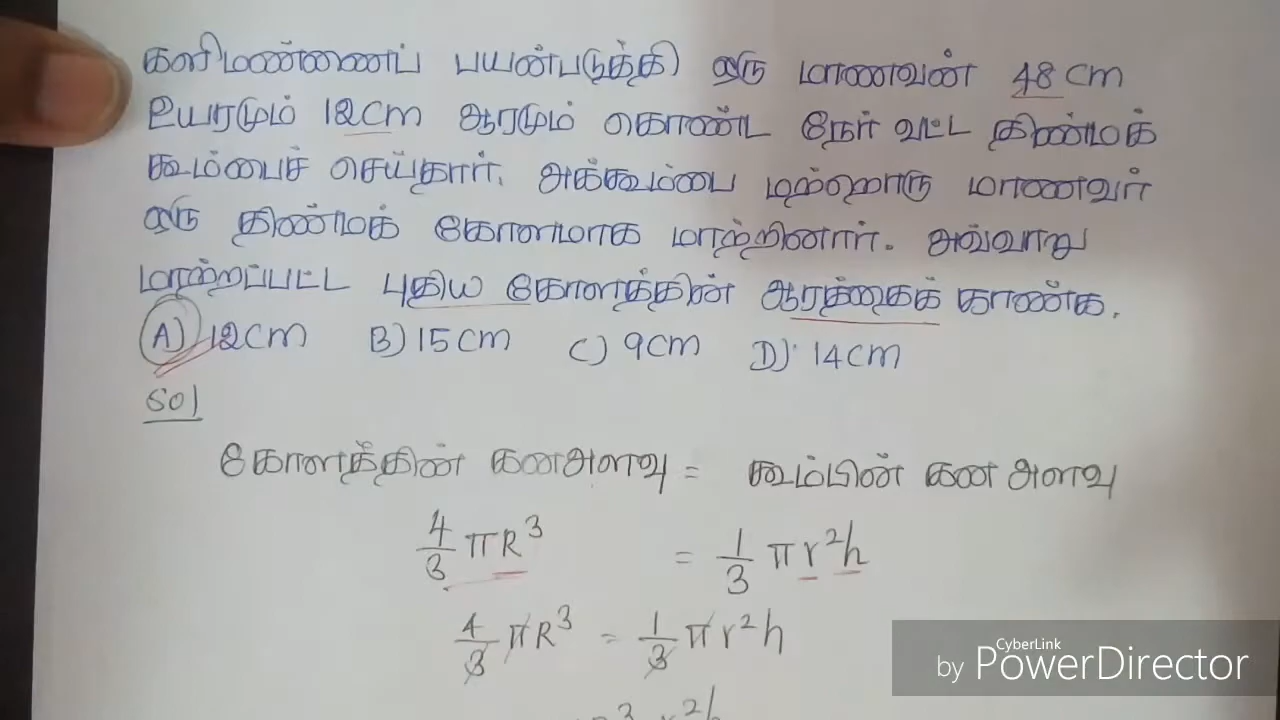 களிமண்ணைப் பயன்படுத்தி ஒரு மாணவன் 48 cm
உயரமும் 12cm ஆரமும் கொண்ட நேர் வட்ட திண்மக்
கூம்பைச் செய்தார். அக்கூம்பை மற்றொரு மாணவர்
ஒரு திண்மக் கோளமாக மாற்றினார். அவ்வாறு
மாற்றப்பட்ட புதிய கோளத்தின் ஆரத்தைக் காண்க.
A) 12cm B) 15cm C) 9cm D) 14cm
Sol
கோளத்தின் கனஅளவு = கூம்பின் கன அளவு
4/3 πR³ = 1/3 πr²h
4/3 πR³ = 1/3 πr²h
CyberLink
by PowerDirector